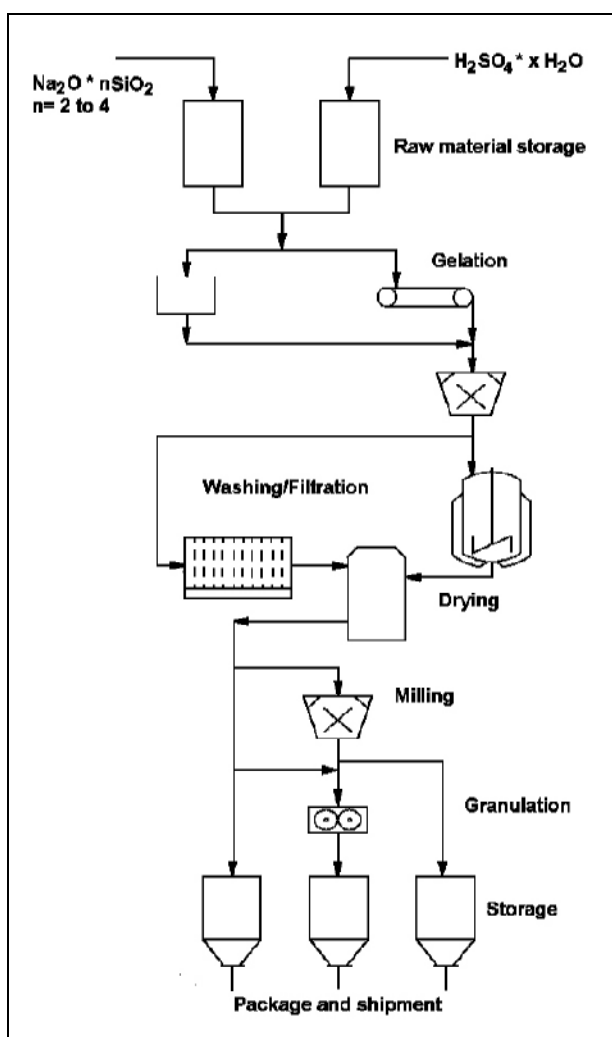 Na₂O * nSiO₂
n= 2 to 4
H₂SO₄* x H₂O
Raw material storage
Gelation
Washing/Filtration
Drying
Milling
Granulation
Storage
Package and shipment